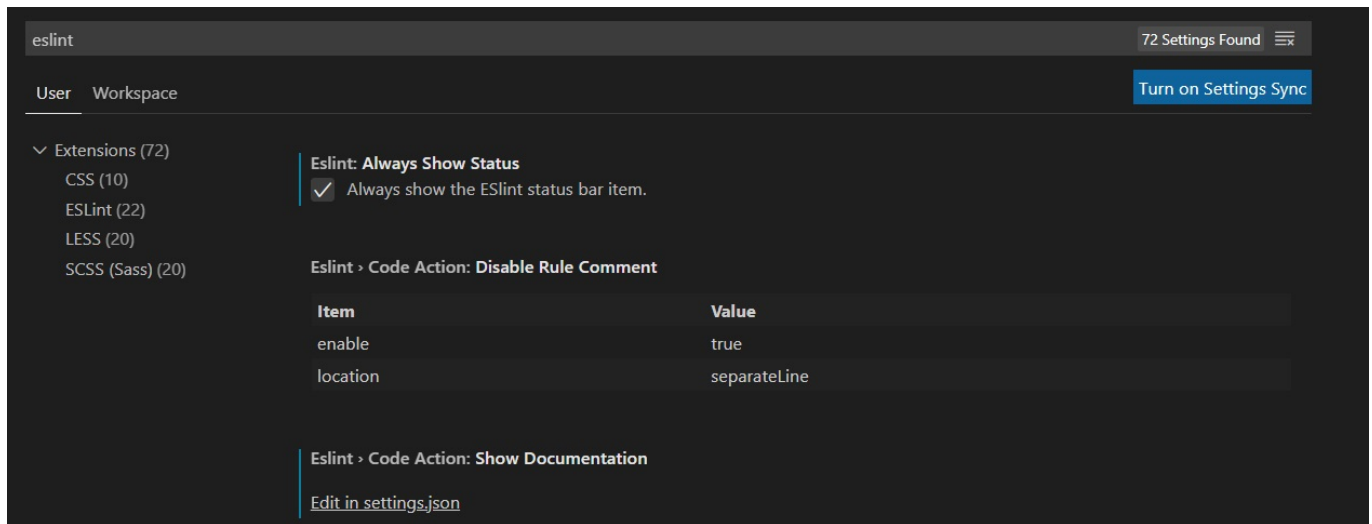 eslint
72 Settings Found
User Workspace
Turn on Settings Sync
Extensions (72)
CSS (10)
ESLint (22)
LESS (20)
SCSS (Sass) (20)
Eslint: Always Show Status
Always show the ESlint status bar item.
Eslint › Code Action: Disable Rule Comment
Item Value
enable true
location separateLine
Eslint › Code Action: Show Documentation
Edit in settings.json